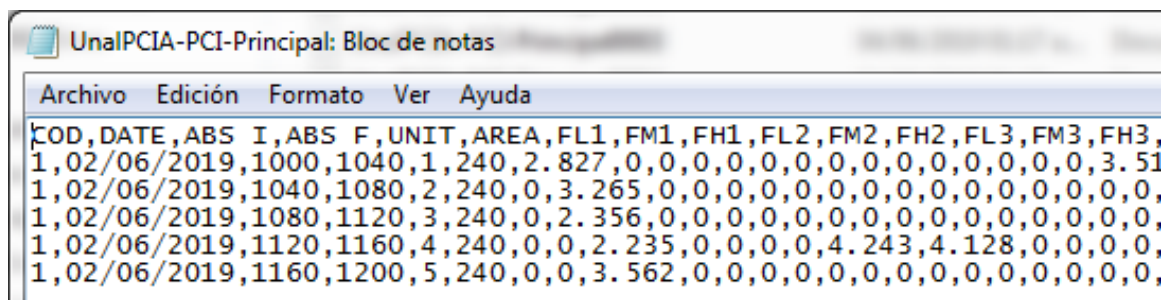 UnalPCIA-PCI-Principal: Bloc de notas
Archivo Edición Formato Ver Ayuda
COD,DATE,ABS I,ABS F,UNIT,AREA,FL1,FM1,FH1,FL2,FM2,FH2,FL3,FM3,FH3,
1,02/06/2019,1000,1040,1,240,2.827,0,0,0,0,0,0,0,0,0,0,0,0,0,0,3.51
1,02/06/2019,1040,1080,2,240,0,3.265,0,0,0,0,0,0,0,0,0,0,0,0,0,0,0,
1,02/06/2019,1080,1120,3,240,0,2.356,0,0,0,0,0,0,0,0,0,0,0,0,0,0,0,
1,02/06/2019,1120,1160,4,240,0,0,2.235,0,0,0,0,4.243,4.128,0,0,0,0,
1,02/06/2019,1160,1200,5,240,0,0,3.562,0,0,0,0,0,0,0,0,0,0,0,0,0,0,